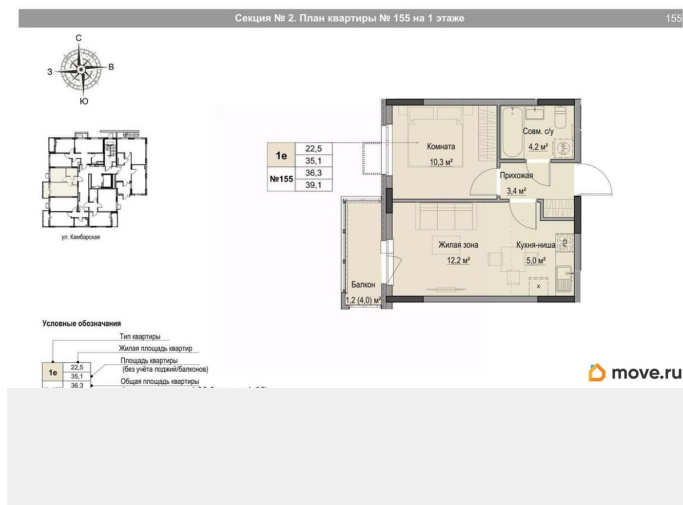 Секция № 2. План квартиры № 155 на 1 этаже
155
С
З
В
Ю
ул. Камбарская
1е
№155
22,5
35,1
36,3
39,1
Комната
10,3 м²
Совм. с/у
4,2 м²
Прихожая
3,4 м²
Жилая зона
12,2 м²
Кухня-ниша
5,0 м²
х
Балкон
1,2 (4,0) м²
Условные обозначания
Тип квартиры
Жилая площадь квартир
Площадь квартиры
(без учёта лоджий/балконов)
Общая площадь квартиры
1е
22,5
35,1
36,3
move.ru